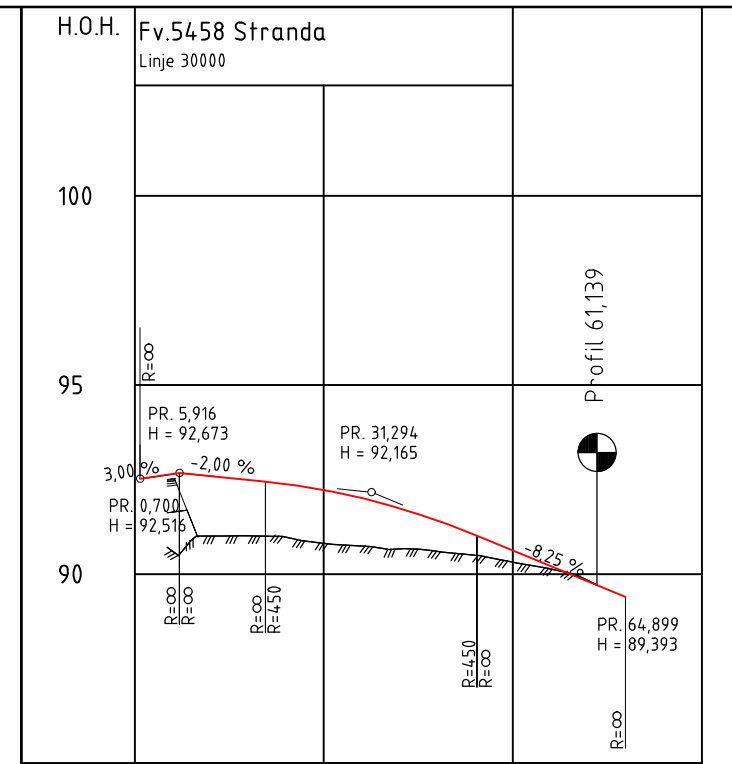 H.O.H.
Fv.5458 Stranda
Linje 30000
100
95
90
Profil 61,139
R=∞
PR. 5,916
H = 92,673
PR. 31,294
H = 92,165
3,00 %
-2,00 %
PR. 0,700
H = 92,516
-8,25 %
R=∞
R=∞
R=∞
R=450
R=450
R=∞
PR. 64,899
H = 89,393
R=∞